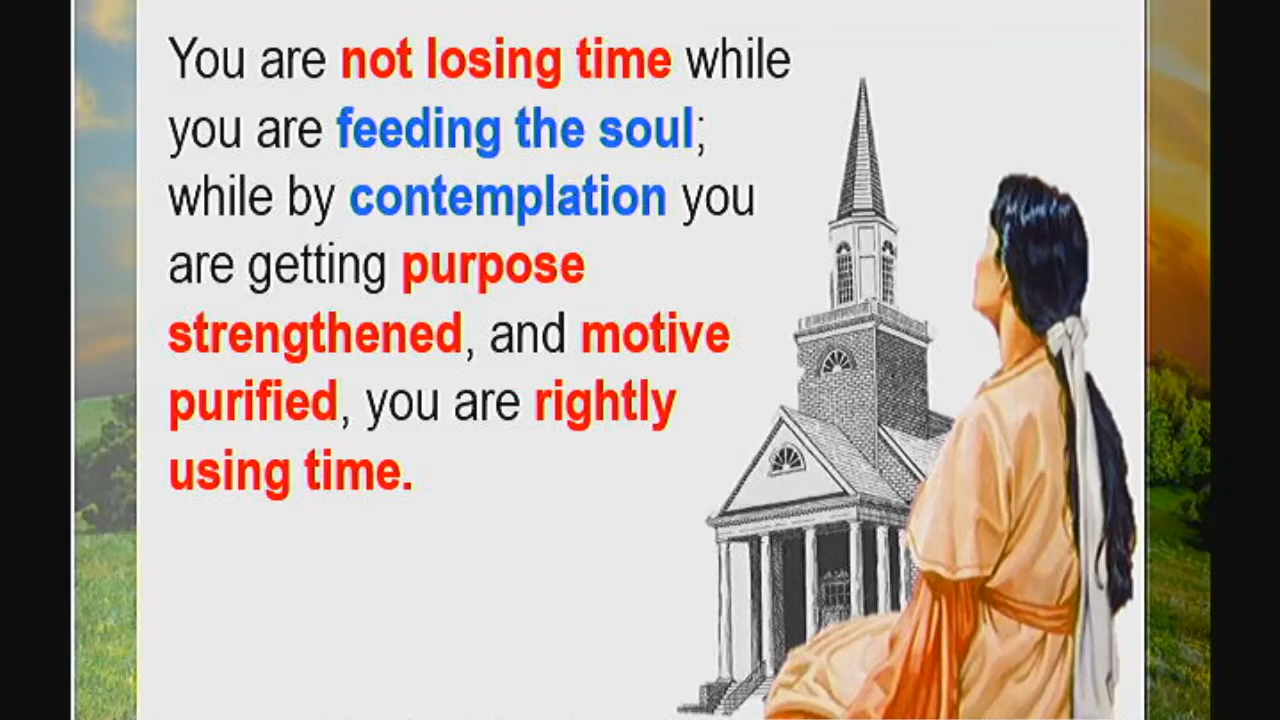 You are not losing time while
you are feeding the soul;
while by contemplation you
are getting purpose
strengthened, and motive
purified, you are rightly
using time.